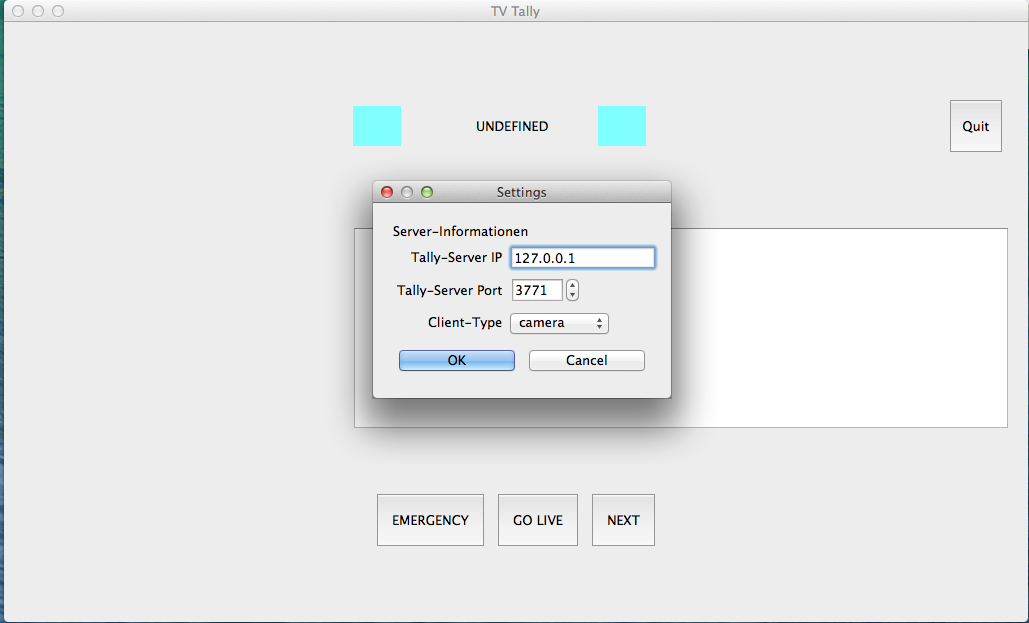 TV Tally
UNDEFINED
Quit
Settings
Server-Informationen
Tally-Server IP 127.0.0.1
Tally-Server Port 3771
Client-Type camera
OK Cancel
EMERGENCY GO LIVE NEXT